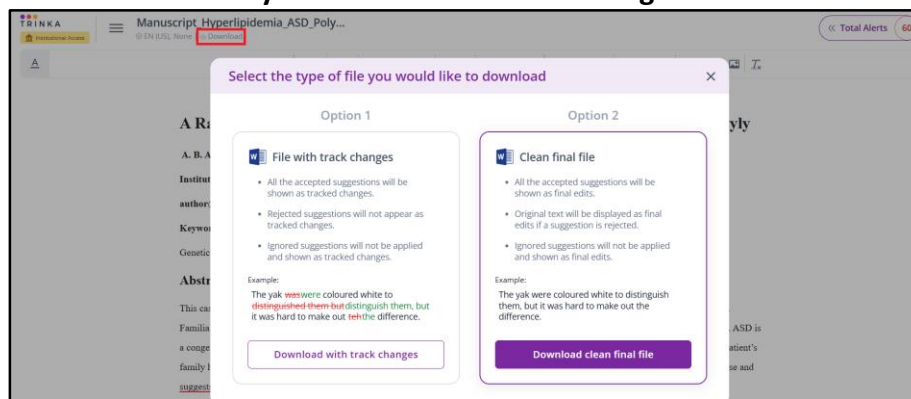 TRINKA
Institutional Access
Manuscript_Hyperlipidemia_ASD_Poly...
EN (US), None Download
Total Alerts 60
A
Select the type of file you would like to download
Option 1
File with track changes
• All the accepted suggestions will be
shown as tracked changes.
• Rejected suggestions will not appear as
tracked changes.
• Ignored suggestions will not be applied
and shown as tracked changes.
Example:
The yak waswere coloured white to
distinguished them butdistinguish them, but
it was hard to make out tehthe difference.
Download with track changes
Option 2
Clean final file
• All the accepted suggestions will be
shown as final edits.
• Original text will be displayed as final
edits if a suggestion is rejected.
• Ignored suggestions will not be applied
and shown as final edits.
Example:
The yak were coloured white to distinguish
them, but it was hard to make out the
difference.
Download clean final file
A Ra
yly
A. B. A
Institut
author
Keywor
Genetic
Abstr
This ca
Familia
ASD is
a conge
atient's
family h
se and
suggest